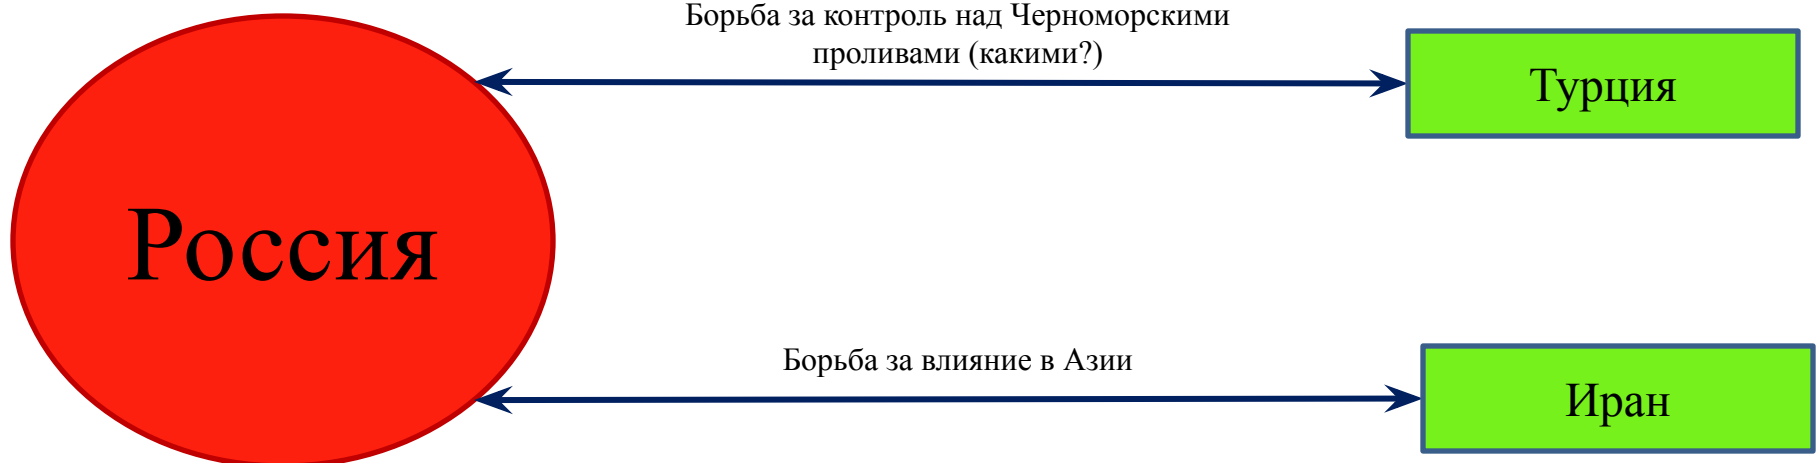 Борьба за контроль над Черноморскими
проливами (какими?)
Турция
Россия
Борьба за влияние в Азии
Иран